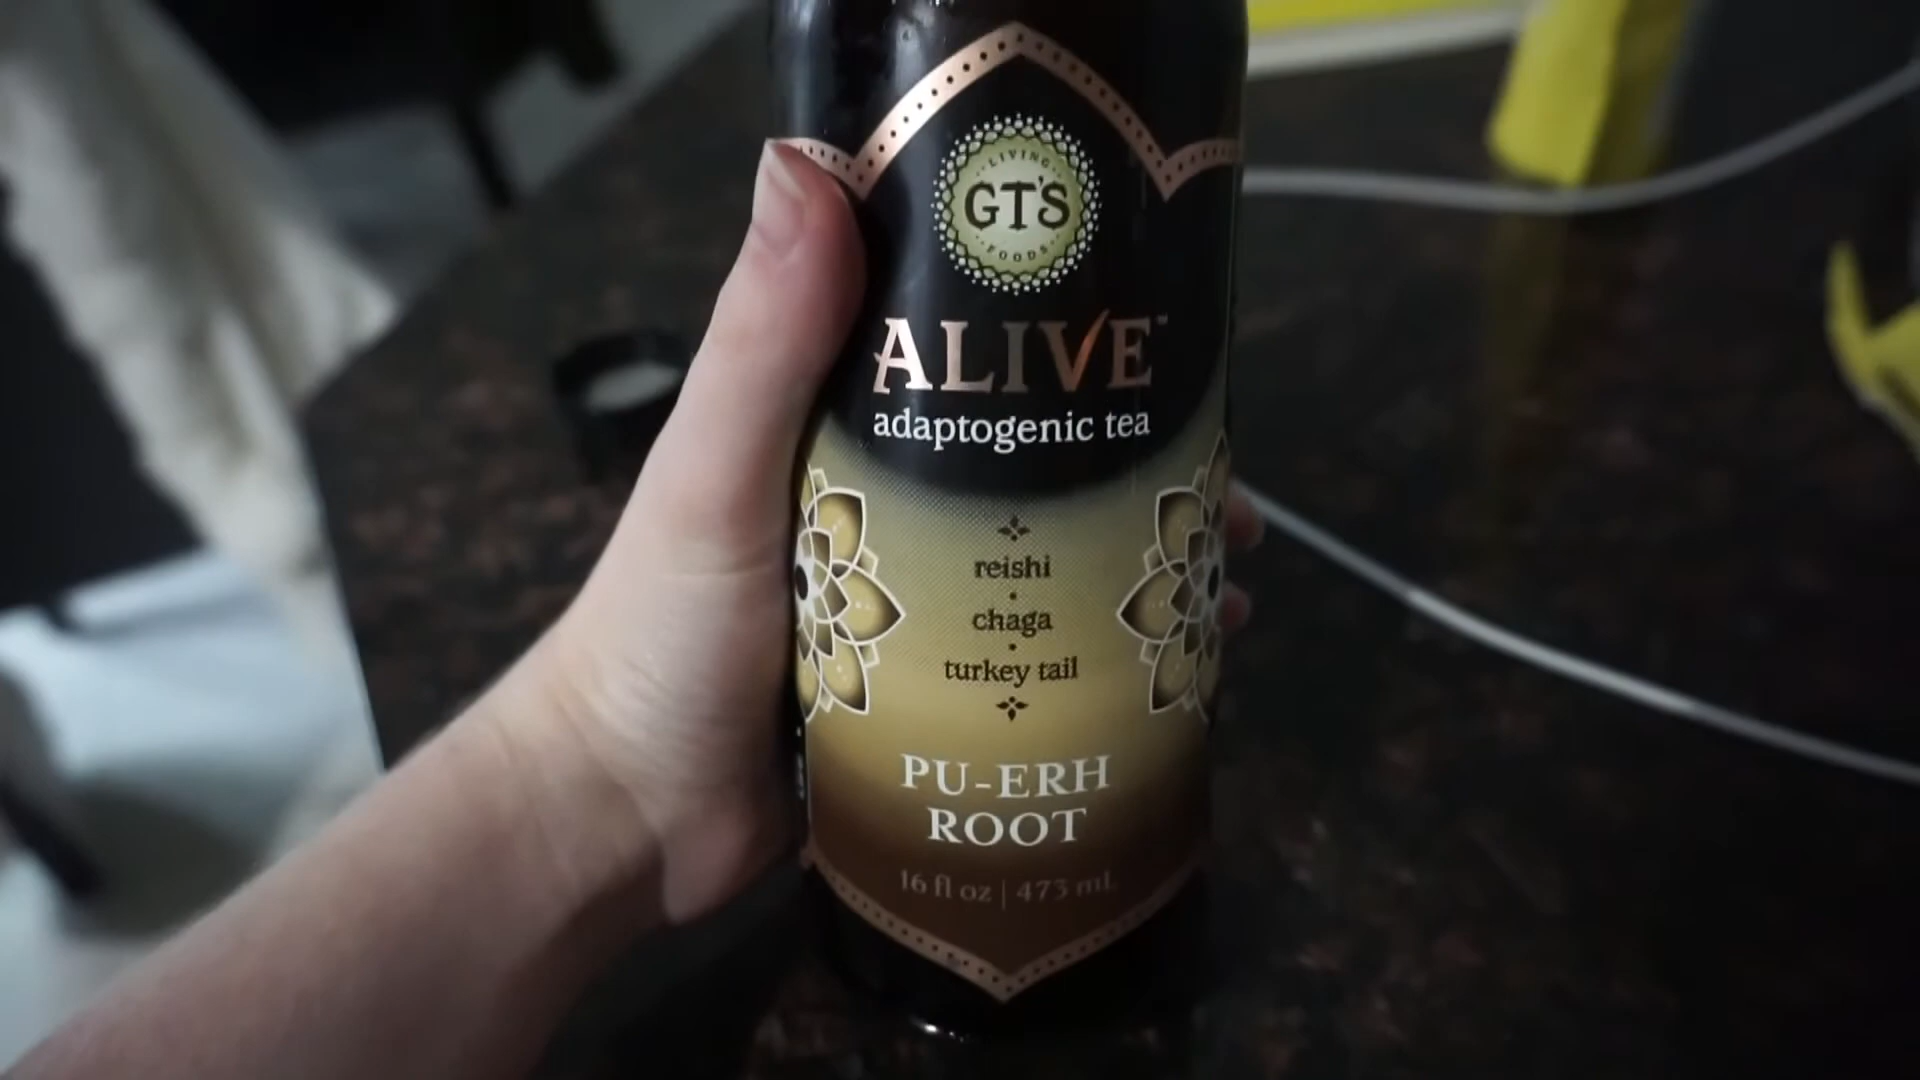 LIVING
GT'S
FOODS
ALIVE™
adaptogenic tea
reishi
chaga
turkey tail
PU-ERH
ROOT
16 fl oz | 473 mL